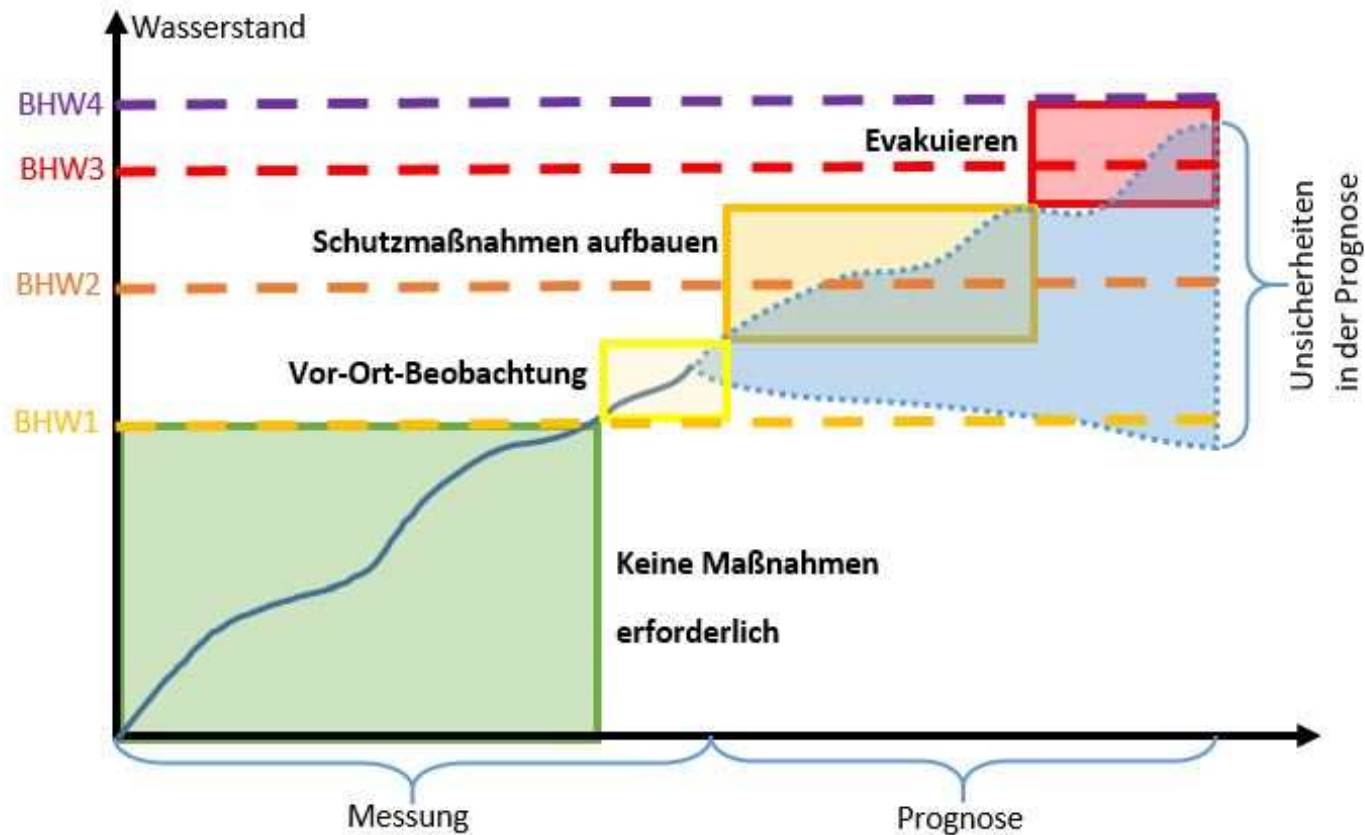 Wasserstand
BHW4
Evakuieren
BHW3
Schutzmaßnahmen aufbauen
BHW2
Unsicherheiten
in der Prognose
Vor-Ort-Beobachtung
BHW1
Keine Maßnahmen
erforderlich
Messung
Prognose